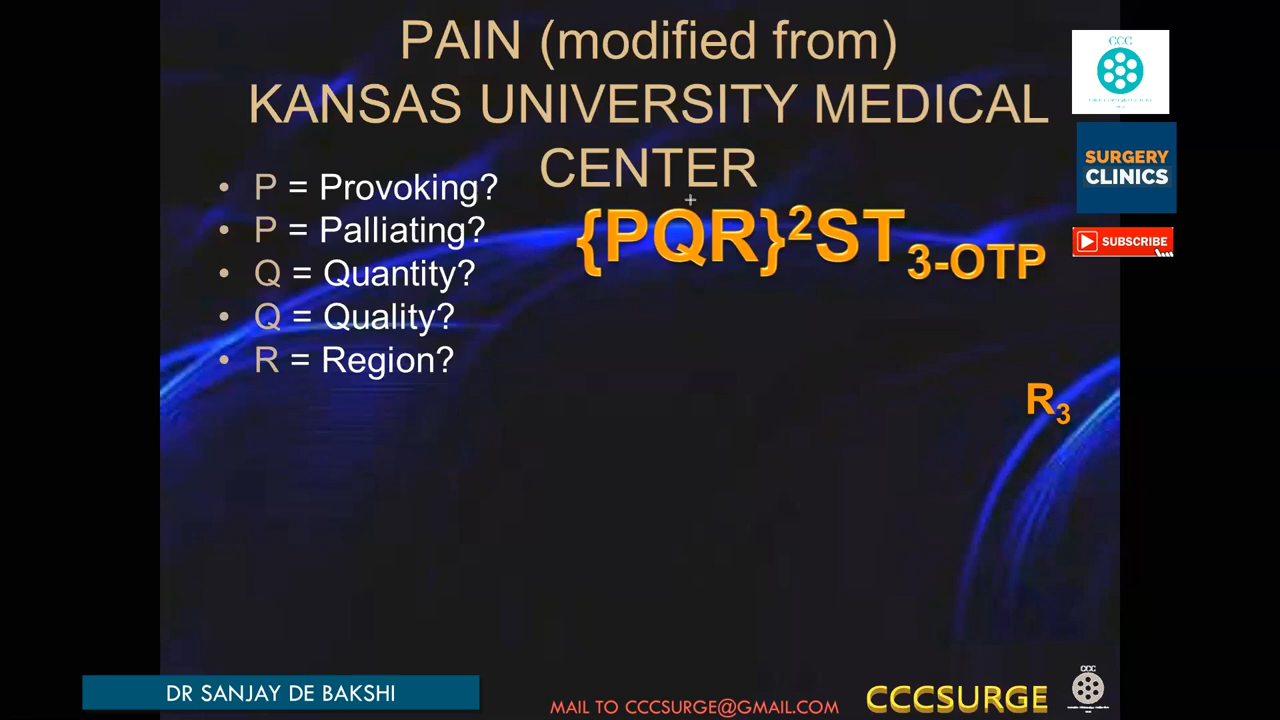 PAIN (modified from)
KANSAS UNIVERSITY MEDICAL
CENTER
• P = Provoking?
• P = Palliating?
• Q = Quantity?
• Q = Quality?
• R = Region?
{PQR}²ST₃₋OTP
R₃
CCC
SURGERY
CLINICS
SUBSCRIBE
DR SANJAY DE BAKSHI
MAIL TO CCCSURGE@GMAIL.COM
CCCSURGE
CCC